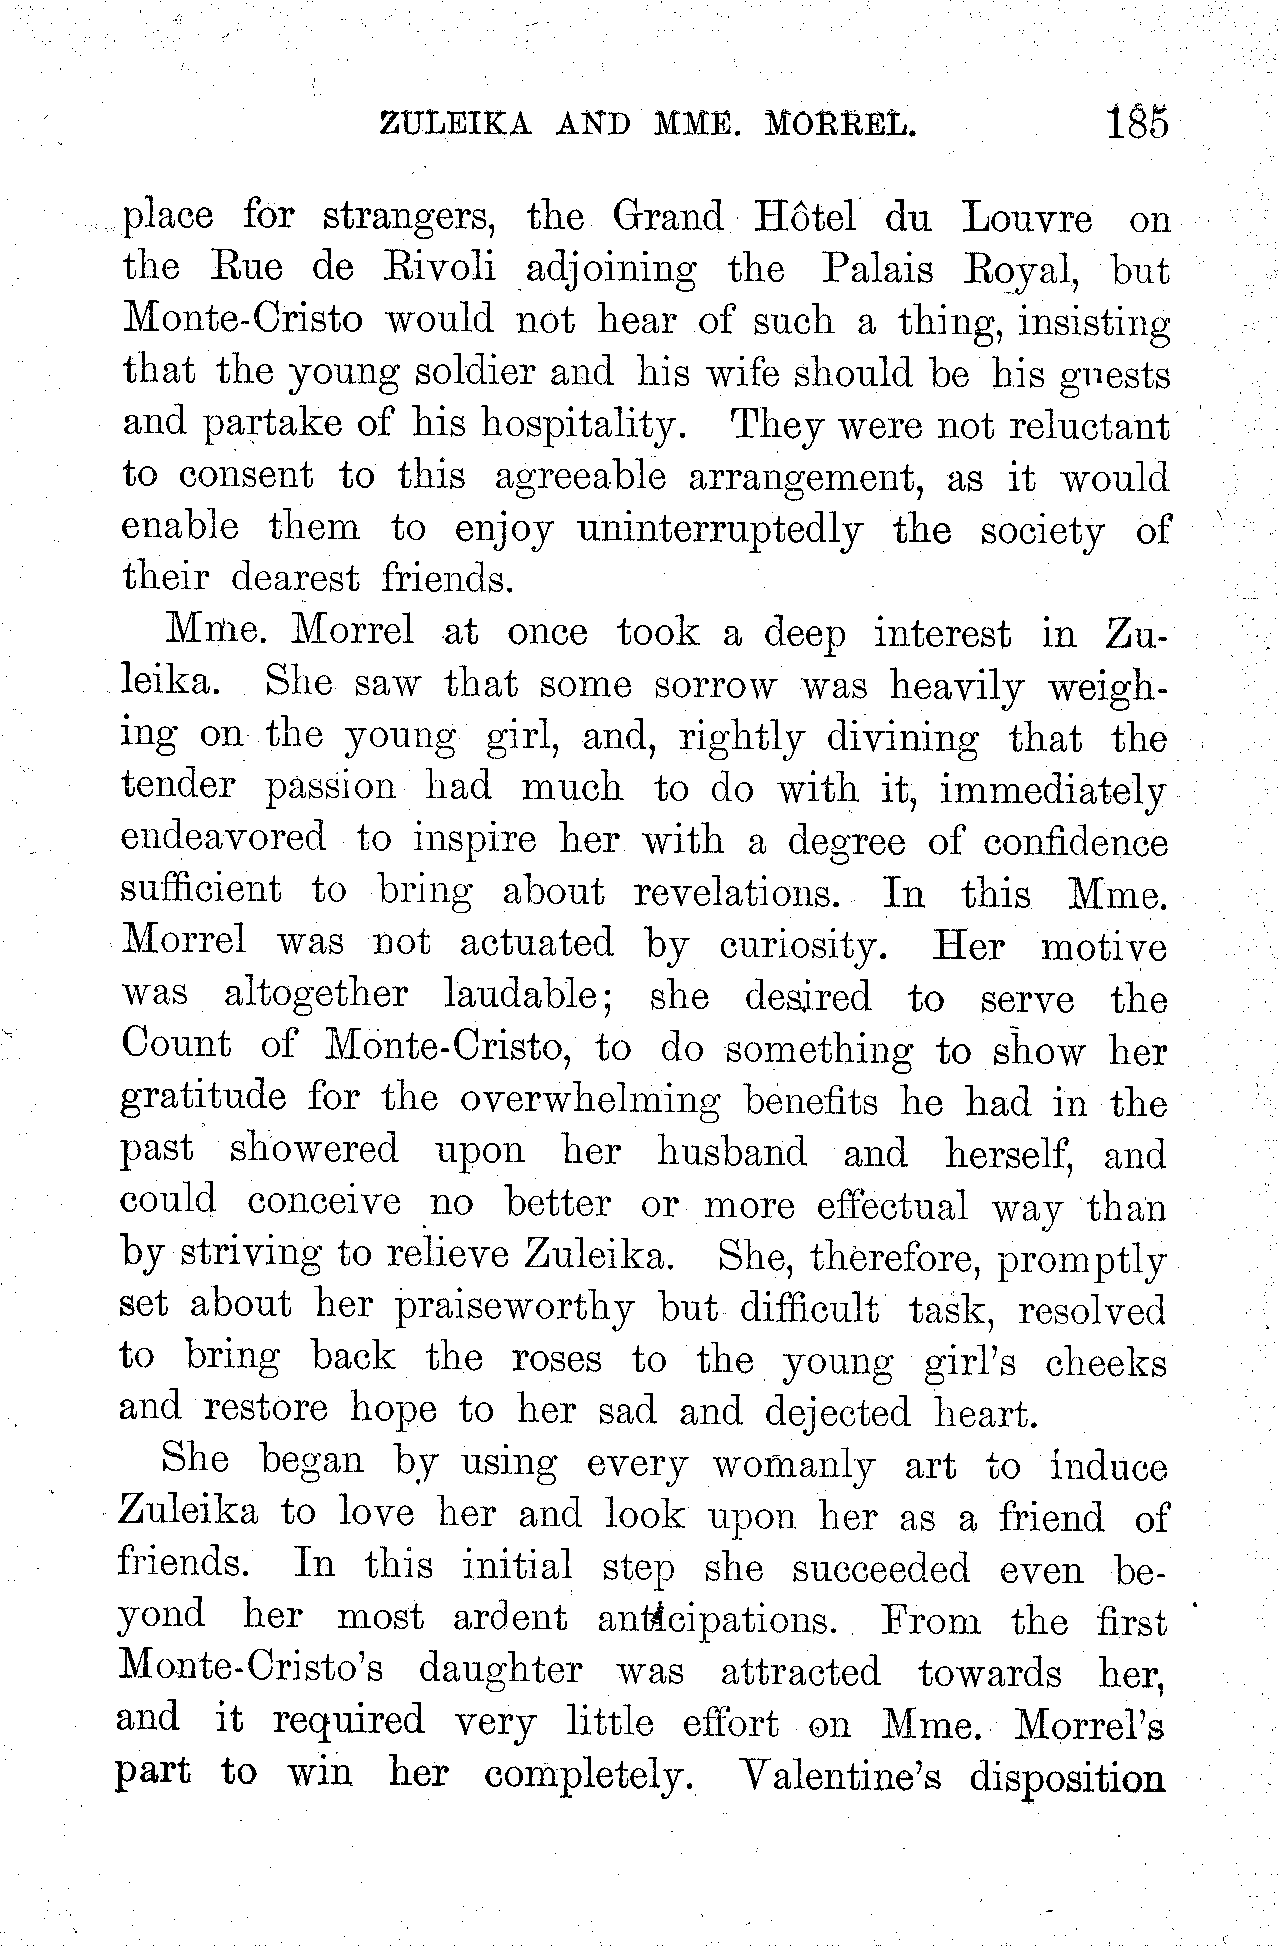 ZULEIKA AND MME. MORREL. 185
place for strangers, the Grand Hôtel du Louvre on
the Rue de Rivoli adjoining the Palais Royal, but
Monte-Cristo would not hear of such a thing, insisting
that the young soldier and his wife should be his guests
and partake of his hospitality. They were not reluctant
to consent to this agreeable arrangement, as it would
enable them to enjoy uninterruptedly the society of
their dearest friends.
Mme. Morrel at once took a deep interest in Zu-
leika. She saw that some sorrow was heavily weigh-
ing on the young girl, and, rightly divining that the
tender passion had much to do with it, immediately
endeavored to inspire her with a degree of confidence
sufficient to bring about revelations. In this Mme.
Morrel was not actuated by curiosity. Her motive
was altogether laudable; she desired to serve the
Count of Monte-Cristo, to do something to show her
gratitude for the overwhelming benefits he had in the
past showered upon her husband and herself, and
could conceive no better or more effectual way than
by striving to relieve Zuleika. She, therefore, promptly
set about her praiseworthy but difficult task, resolved
to bring back the roses to the young girl's cheeks
and restore hope to her sad and dejected heart.
She began by using every womanly art to induce
Zuleika to love her and look upon her as a friend of
friends. In this initial step she succeeded even be-
yond her most ardent anticipations. From the first
Monte-Cristo's daughter was attracted towards her,
and it required very little effort on Mme. Morrel's
part to win her completely. Valentine's disposition